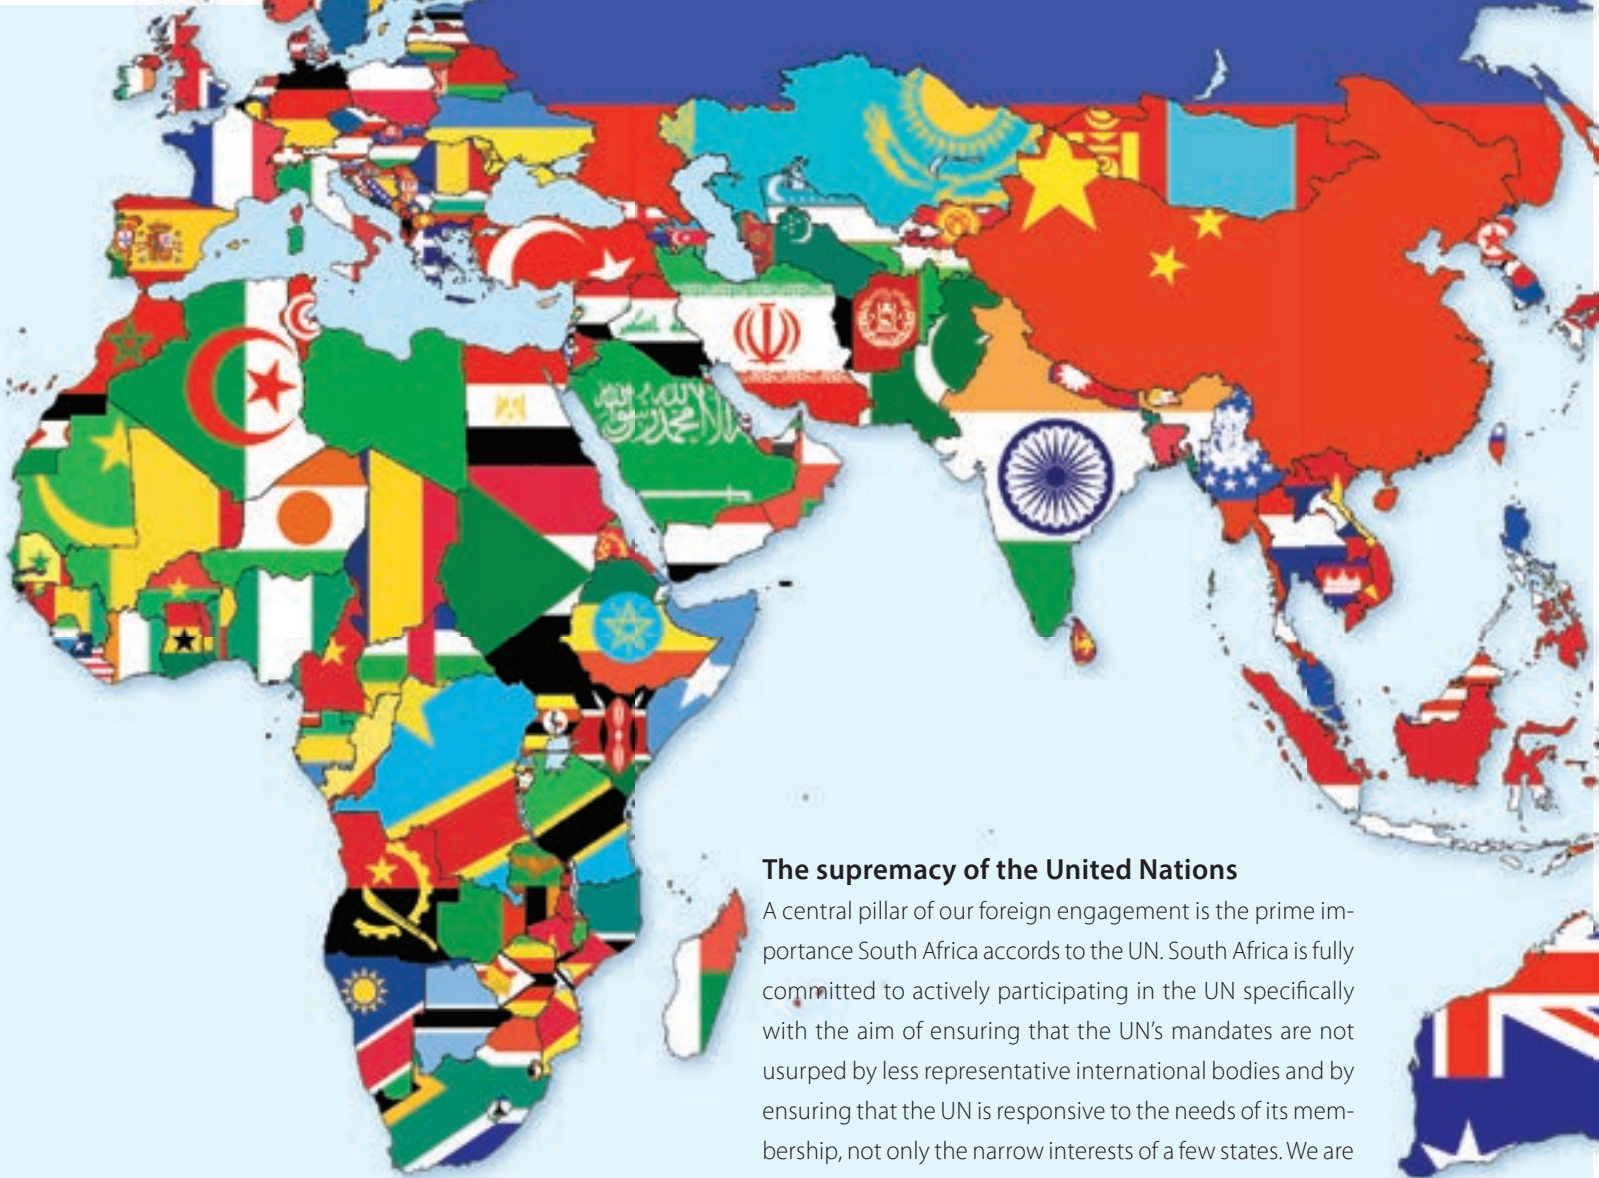 The supremacy of the United Nations
A central pillar of our foreign engagement is the prime im-
portance South Africa accords to the UN. South Africa is fully
committed to actively participating in the UN specifically
with the aim of ensuring that the UN’s mandates are not
usurped by less representative international bodies and by
ensuring that the UN is responsive to the needs of its mem-
bership, not only the narrow interests of a few states. We are